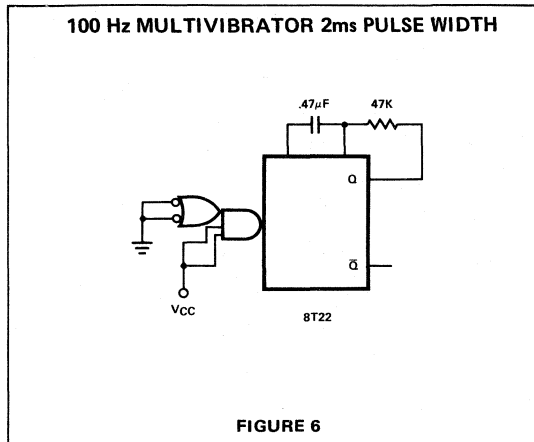 100 Hz MULTIVIBRATOR 2ms PULSE WIDTH
.47μF 47K
Q
Q̅
VCC
8T22
FIGURE 6